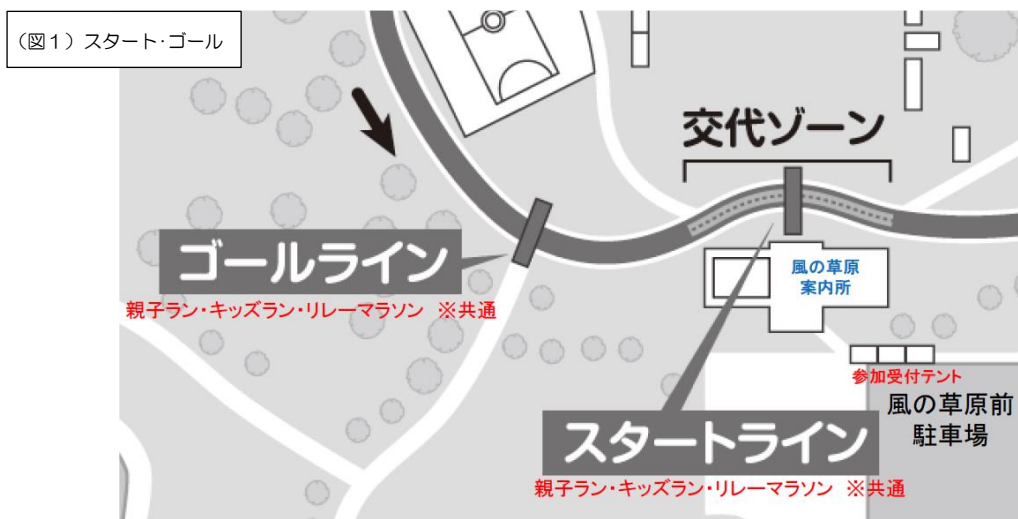 (図1)スタート・ゴール
交代ゾーン
ゴールライン
親子ラン・キッズラン・リレーマラソン ※共通
風の草原
案内所
参加受付テント
風の草原前
駐車場
スタートライン
親子ラン・キッズラン・リレーマラソン ※共通